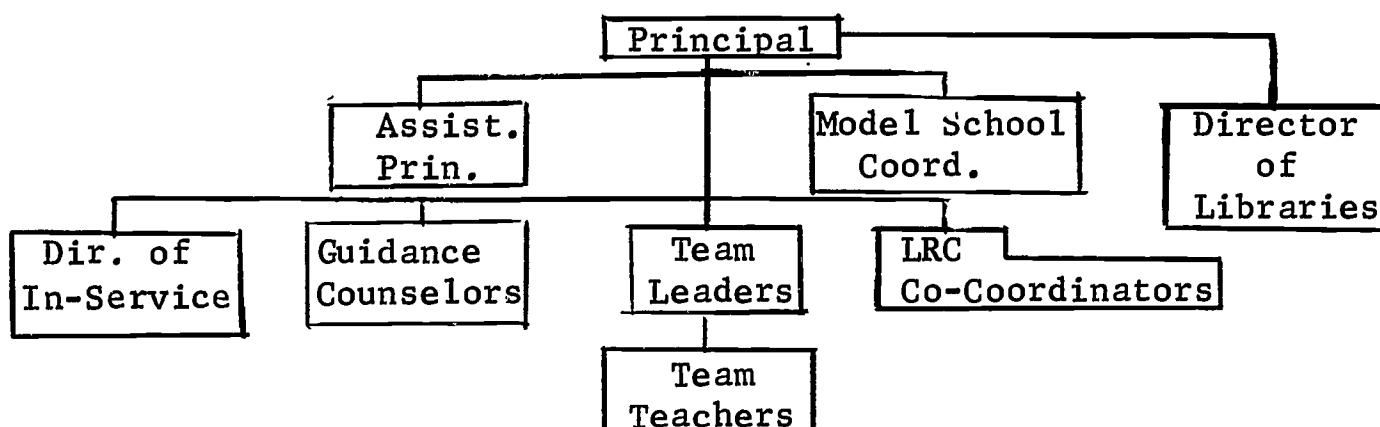 Principal
Assist.
Prin.
Model School
Coord.
Director
of
Libraries
Dir. of
In-Service
Guidance
Counselors
Team
Leaders
LRC
Co-Coordinators
Team
Teachers